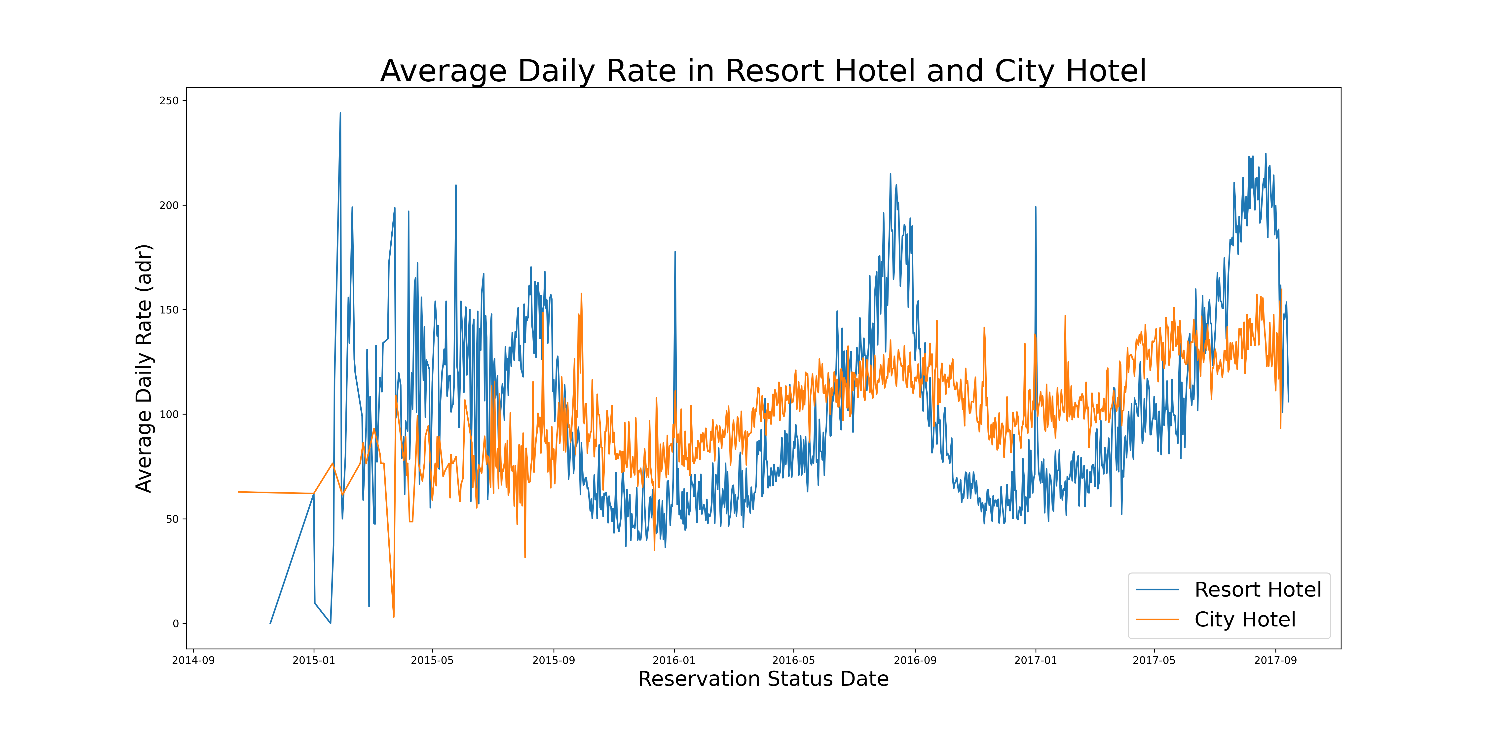 Average Daily Rate in Resort Hotel and City Hotel
250
200
150
100
50
0
Average Daily Rate (adr)
2014-09 2015-01 2015-05 2015-09 2016-01 2016-05 2016-09 2017-01 2017-05 2017-09
Reservation Status Date
Resort Hotel
City Hotel